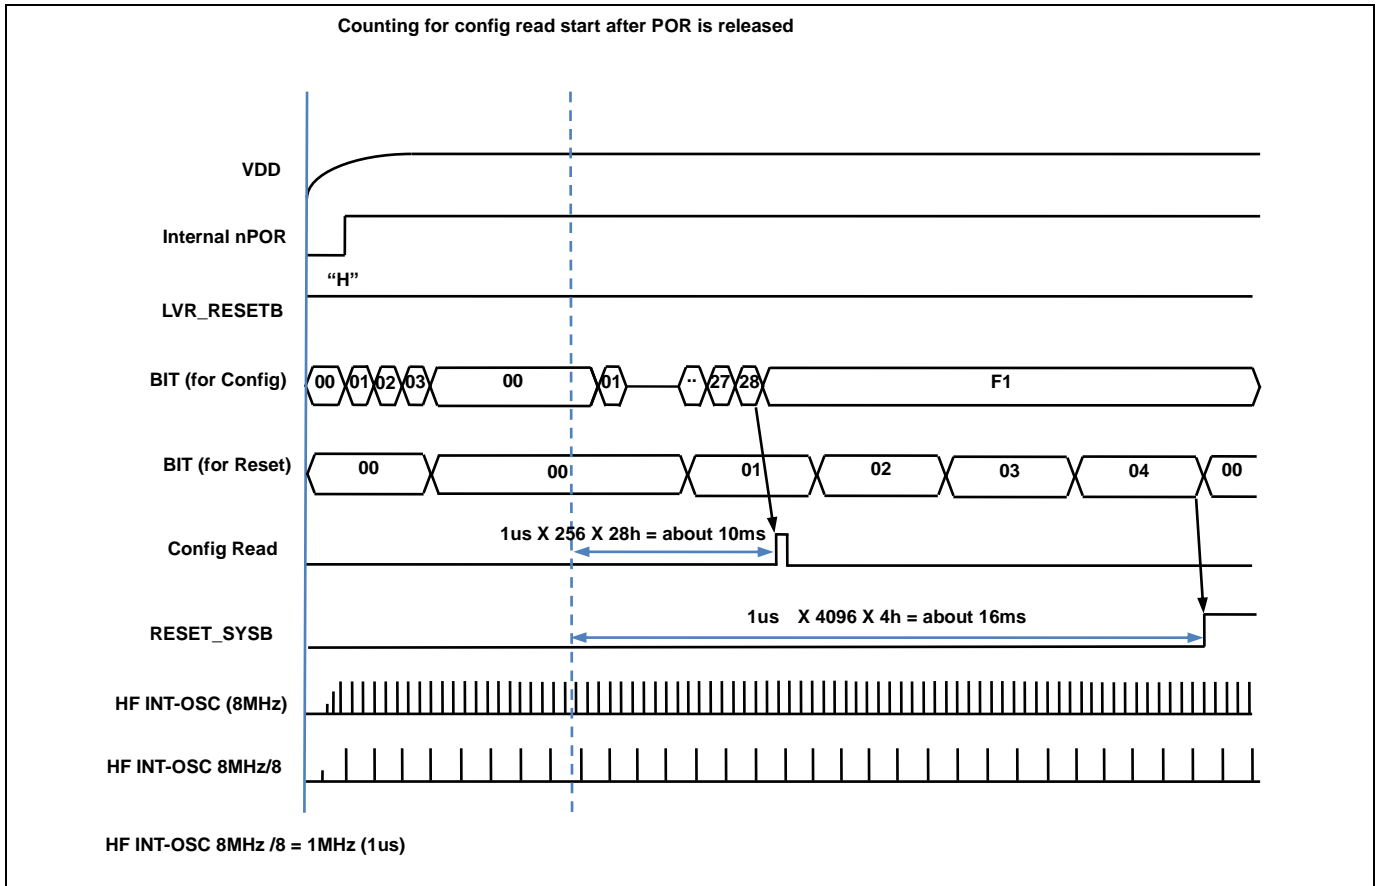 Counting for config read start after POR is released
VDD
Internal nPOR
“H”
LVR_RESETB
BIT (for Config) 00 01 02 03 00 01 ·· 27 28 F1
BIT (for Reset) 00 00 01 02 03 04 00
1us X 256 X 28h = about 10ms
Config Read
1us X 4096 X 4h = about 16ms
RESET_SYSB
HF INT-OSC (8MHz)
HF INT-OSC 8MHz/8
HF INT-OSC 8MHz /8 = 1MHz (1us)